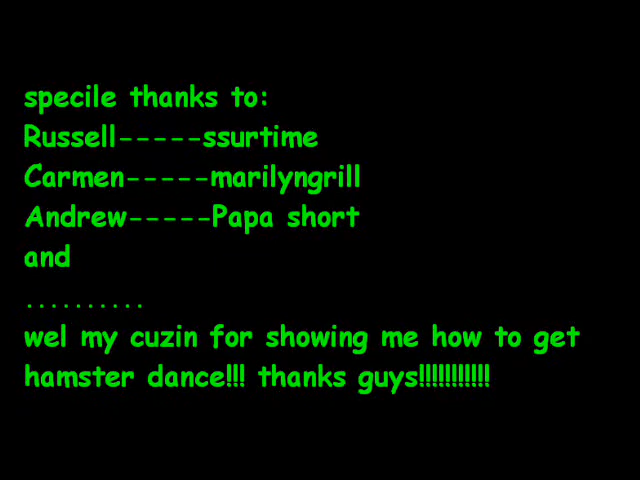 specile thanks to:
Russell-----ssurtime
Carmen-----marilyngrill
Andrew-----Papa short
and
..........
wel my cuzin for showing me how to get
hamster dance!!! thanks guys!!!!!!!!!!!